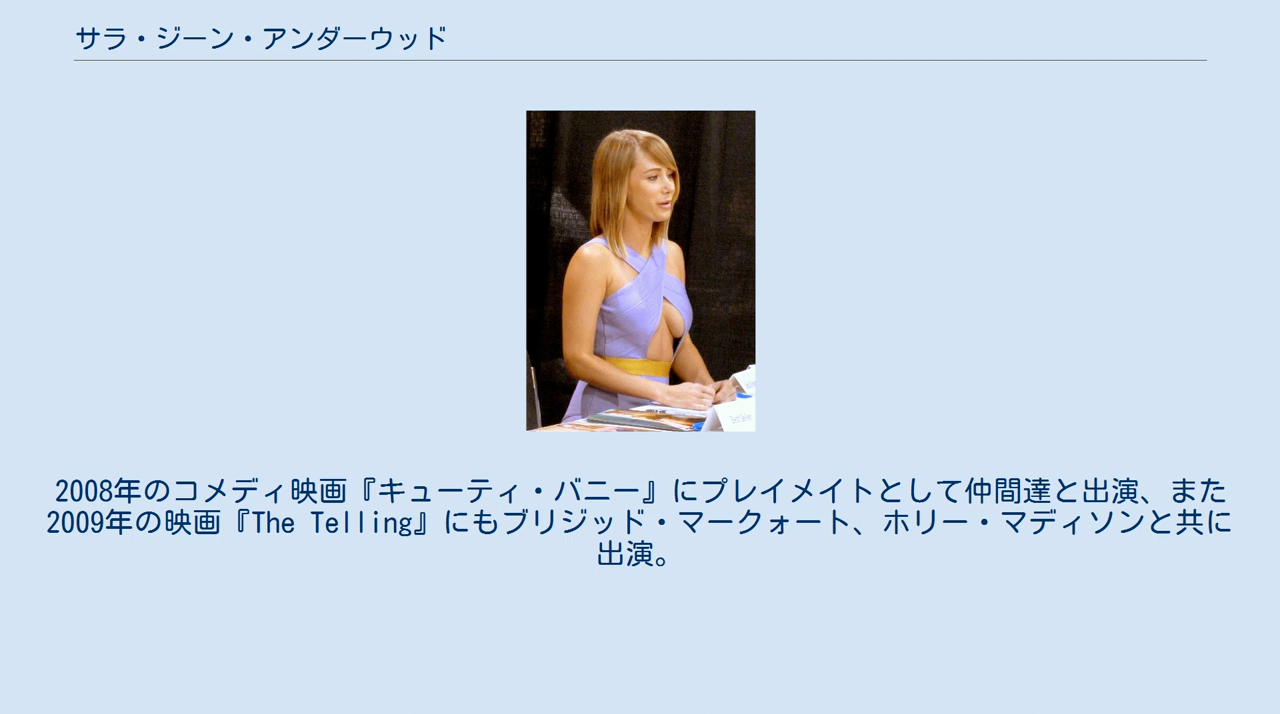 サラ・ジーン・アンダーウッド
2008年のコメディ映画『キューティ・バニー』にプレイメイトとして仲間達と出演、また
2009年の映画『The Telling』にもブリジッド・マークォート、ホリー・マディソンと共に
出演。